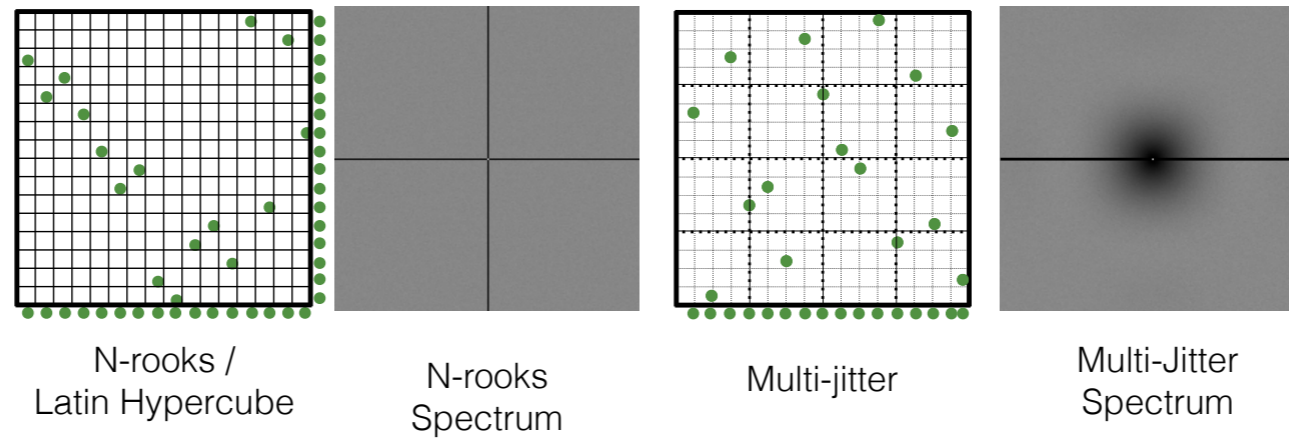 N-rooks /
Latin Hypercube
N-rooks
Spectrum
Multi-jitter
Multi-Jitter
Spectrum